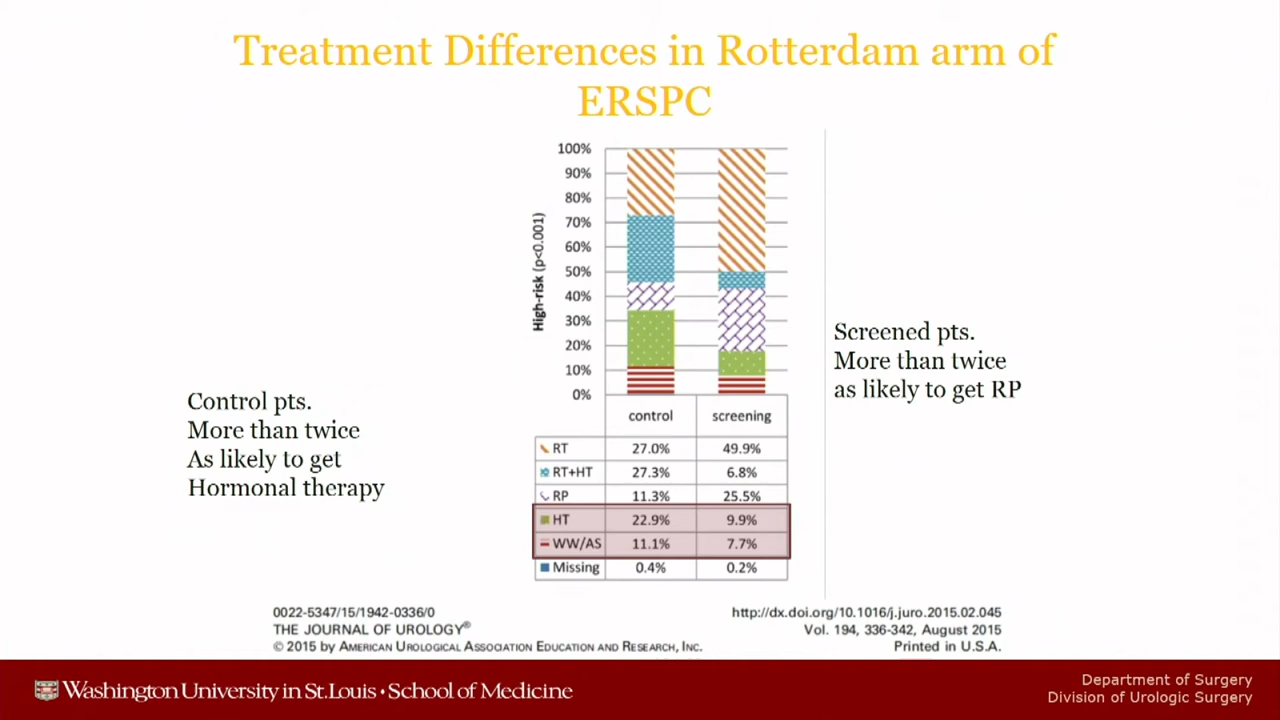 Treatment Differences in Rotterdam arm of
ERSPC
100%
90%
80%
70%
60%
50%
40%
30%
20%
10%
0%
High-risk (p<0.001)
control screening
RT 27.0% 49.9%
RT+HT 27.3% 6.8%
RP 11.3% 25.5%
HT 22.9% 9.9%
WW/AS 11.1% 7.7%
Missing 0.4% 0.2%
Control pts.
More than twice
As likely to get
Hormonal therapy
Screened pts.
More than twice
as likely to get RP
0022-5347/15/1942-0336/0
THE JOURNAL OF UROLOGY®
© 2015 by American Urological Association Education and Research, Inc.
http://dx.doi.org/10.1016/j.juro.2015.02.045
Vol. 194, 336-342, August 2015
Printed in U.S.A.
Washington University in St. Louis • School of Medicine
Department of Surgery
Division of Urologic Surgery